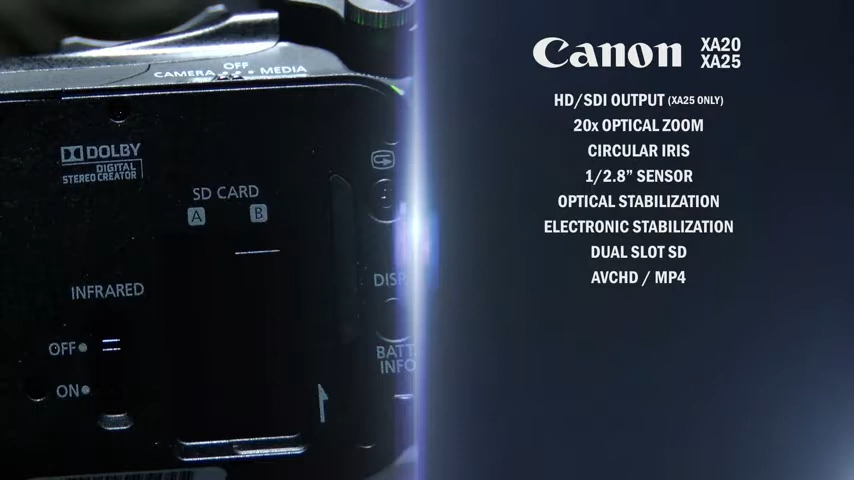 CAMERA OFF MEDIA
DOLBY
DIGITAL
STEREO CREATOR
SD CARD
A B
INFRARED
OFF
ON
DISP
BATT
INFO
Canon XA20
XA25
HD/SDI OUTPUT (XA25 ONLY)
20x OPTICAL ZOOM
CIRCULAR IRIS
1/2.8” SENSOR
OPTICAL STABILIZATION
ELECTRONIC STABILIZATION
DUAL SLOT SD
AVCHD / MP4